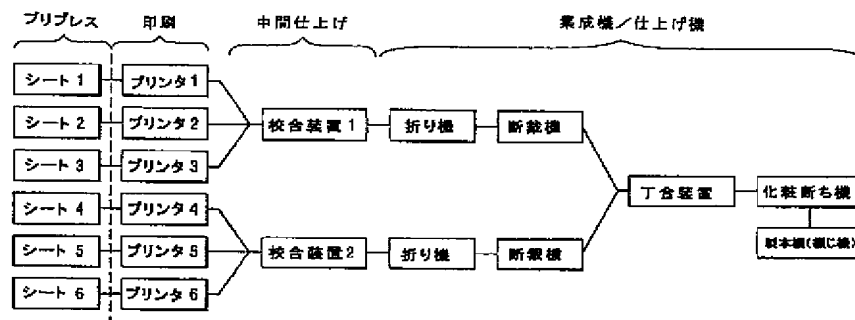 プリプレス 印刷 中間仕上げ 集成機／仕上げ機
シート 1 プリンタ 1
シート 2 プリンタ 2 校合装置 1 折り機 断裁機
シート 3 プリンタ 3
丁合装置 化粧断ち機
シート 4 プリンタ 4
製本機(綴じ機)
シート 5 プリンタ 5 校合装置 2 折り機 断裁機
シート 6 プリンタ 6